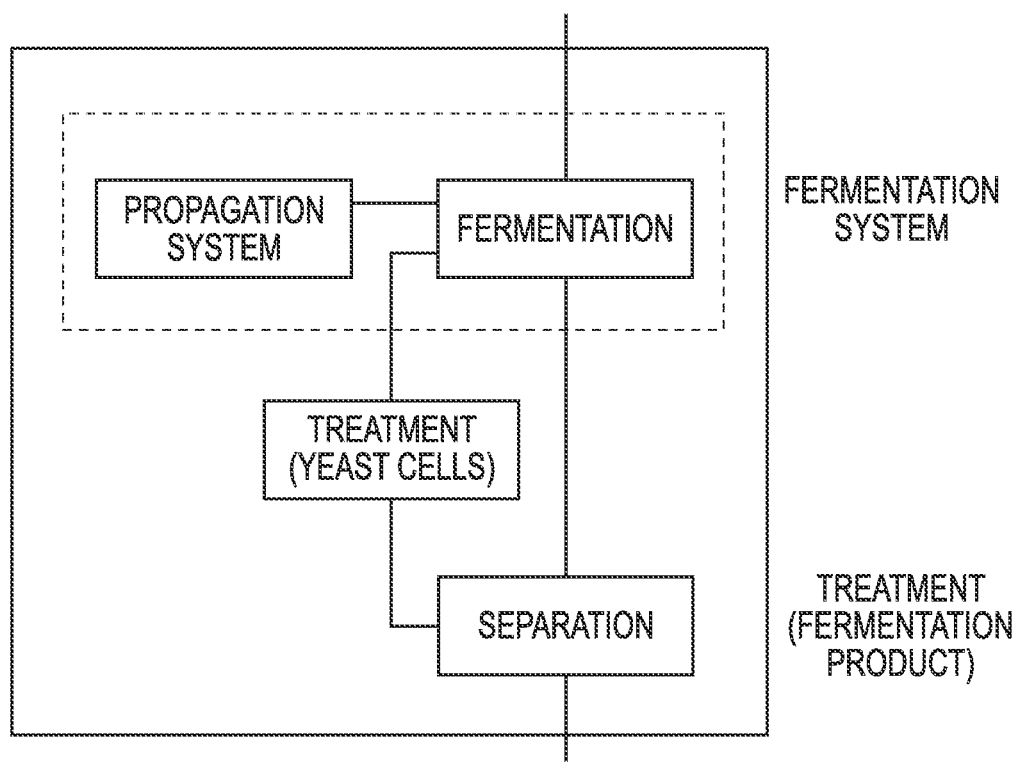 PROPAGATION
SYSTEM
FERMENTATION
FERMENTATION
SYSTEM
TREATMENT
(YEAST CELLS)
SEPARATION
TREATMENT
(FERMENTATION
PRODUCT)